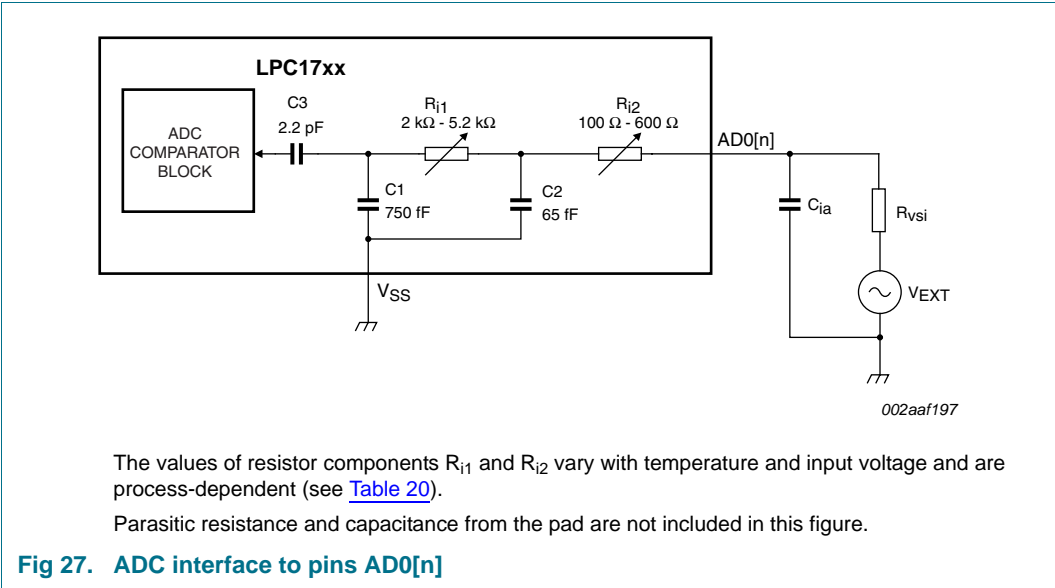 LPC17xx
ADC
COMPARATOR
BLOCK
C3
2.2 pF
Ri1
2 kΩ - 5.2 kΩ
Ri2
100 Ω - 600 Ω
AD0[n]
C1
750 fF
C2
65 fF
Cia
Rvsi
VSS
VEXT
002aaf197
The values of resistor components Ri1 and Ri2 vary with temperature and input voltage and are
process-dependent (see Table 20).
Parasitic resistance and capacitance from the pad are not included in this figure.
Fig 27. ADC interface to pins AD0[n]